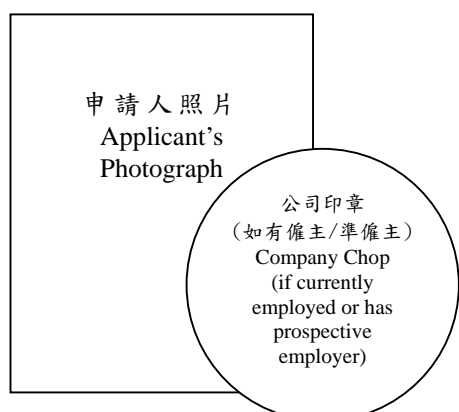 申請人照片
Applicant's
Photograph
公司印章
(如有僱主/準僱主)
Company Chop
(if currently
employed or has
prospective
employer)